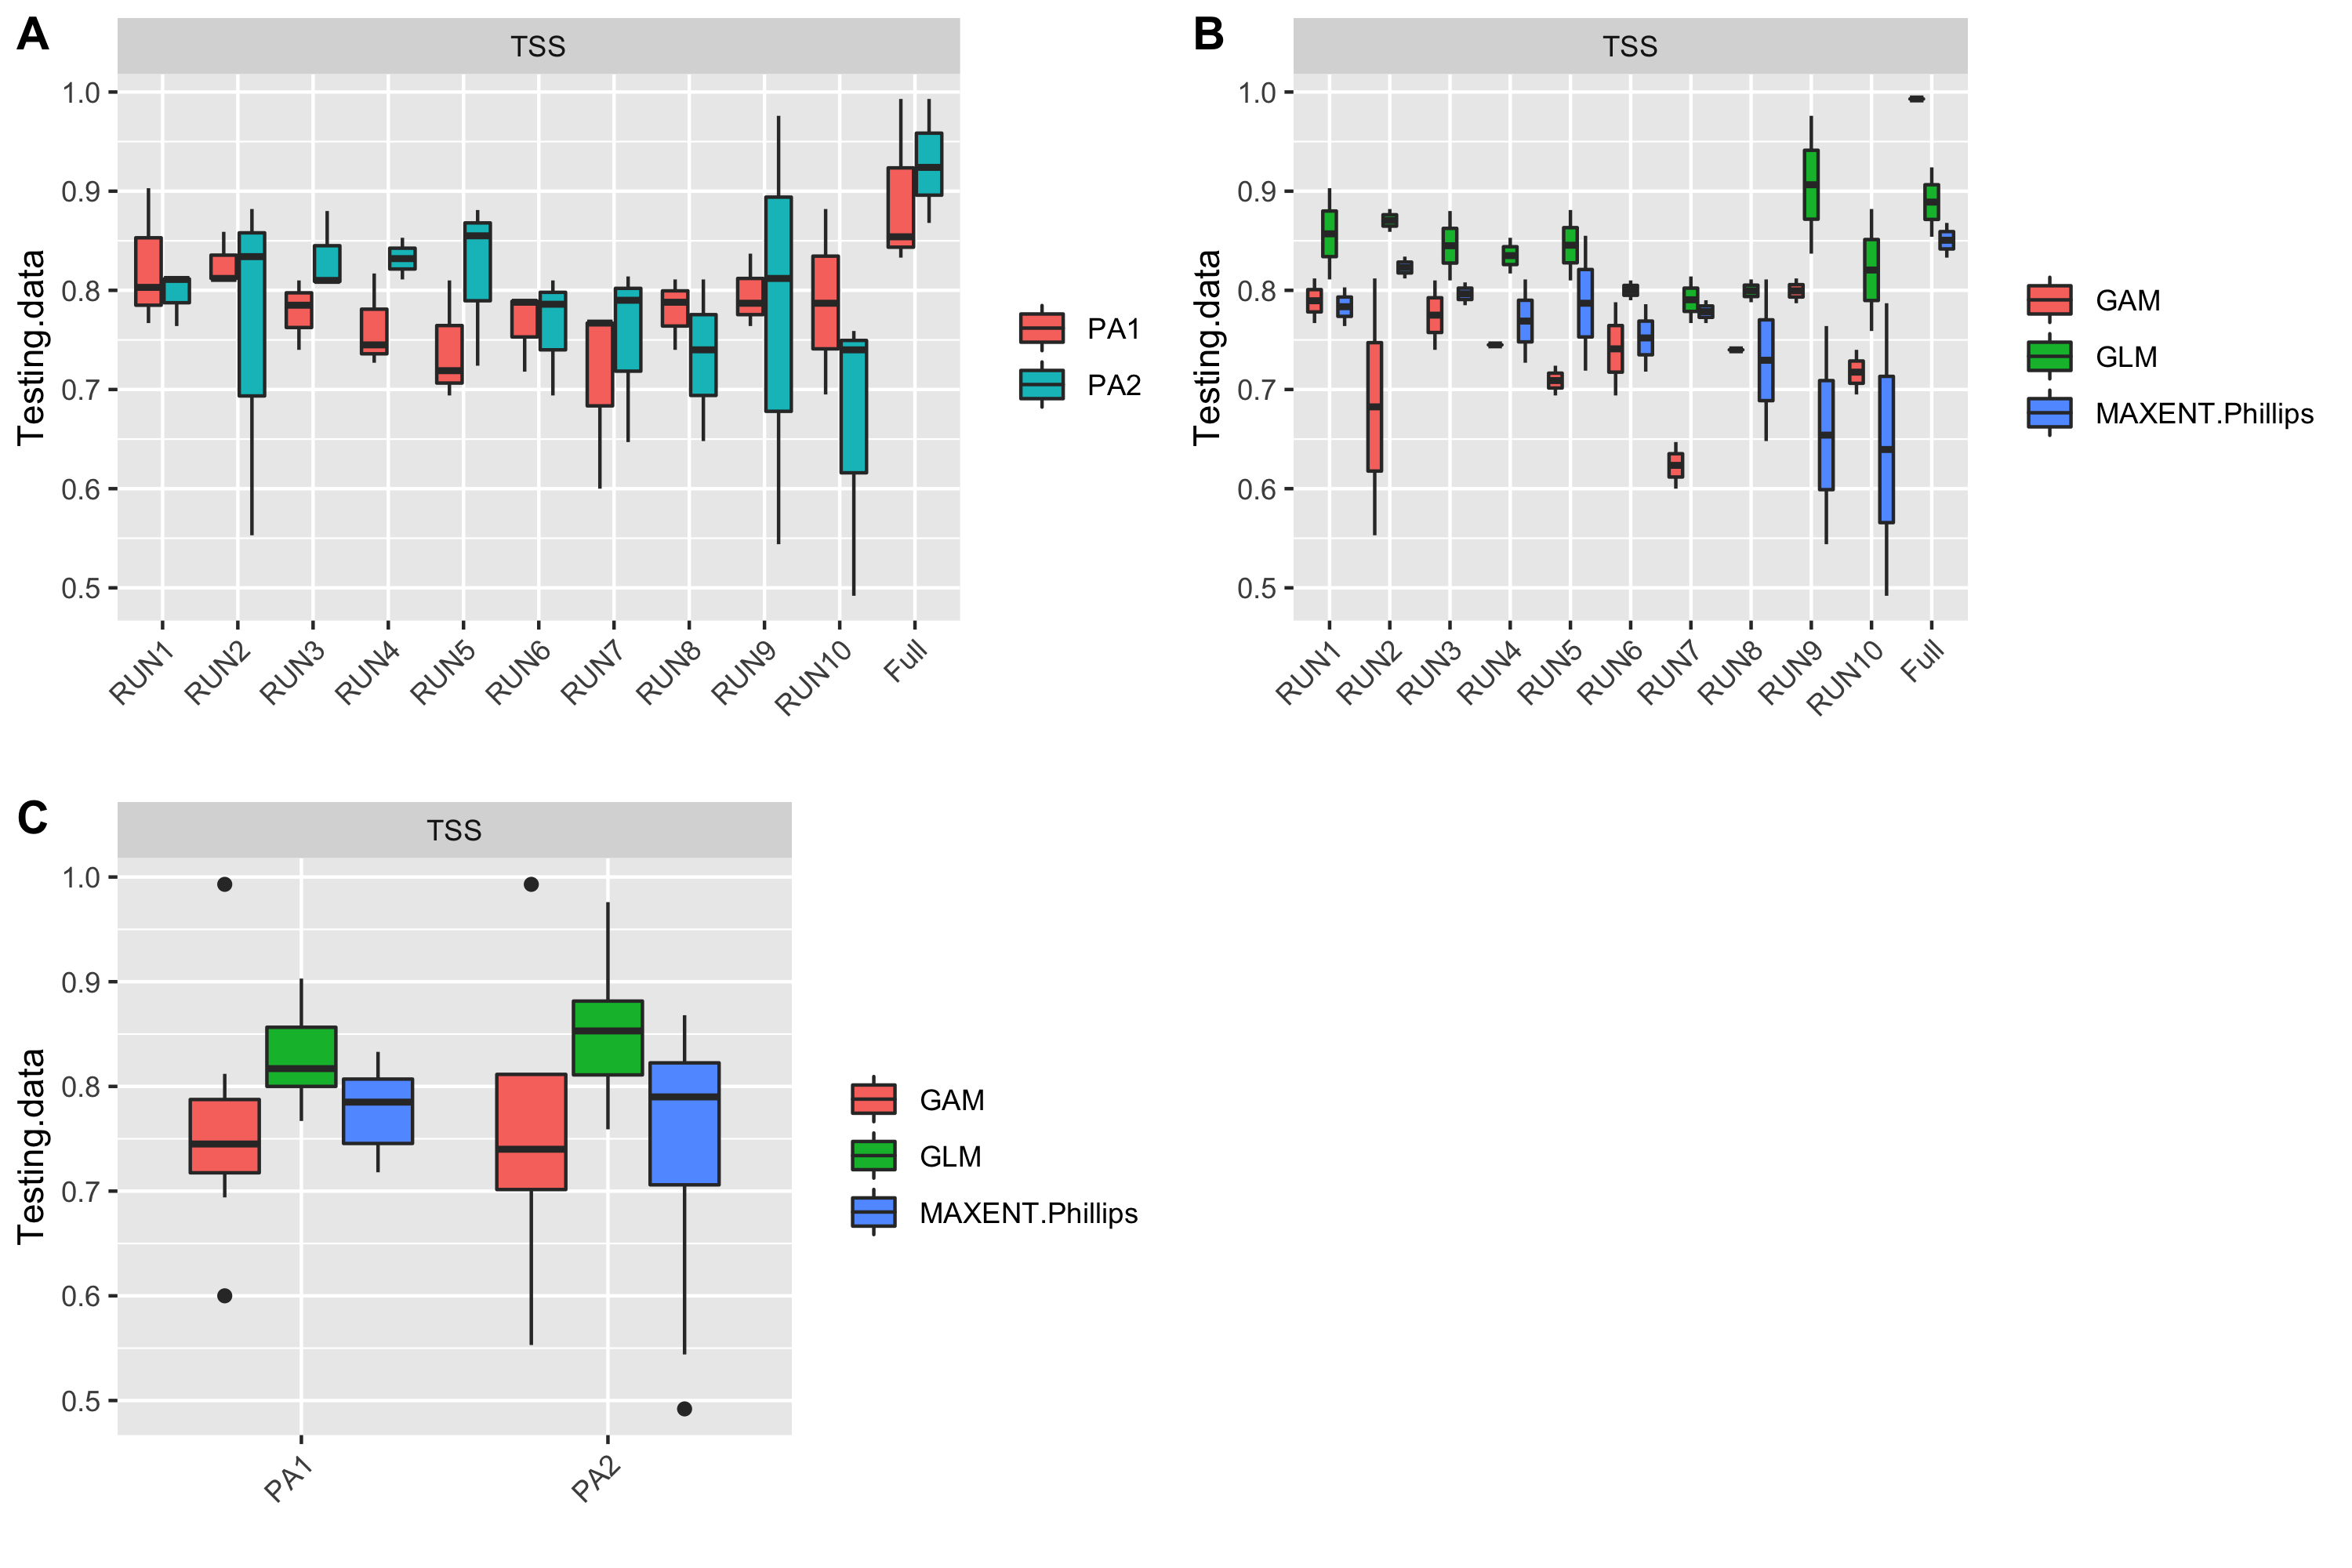 A
TSS
Testing.data
1.0
0.9
0.8
0.7
0.6
0.5
RUN1
RUN2
RUN3
RUN4
RUN5
RUN6
RUN7
RUN8
RUN9
RUN10
Full
PA1
PA2
B
TSS
Testing.data
1.0
0.9
0.8
0.7
0.6
0.5
RUN1
RUN2
RUN3
RUN4
RUN5
RUN6
RUN7
RUN8
RUN9
RUN10
Full
GAM
GLM
MAXENT.Phillips
C
TSS
Testing.data
1.0
0.9
0.8
0.7
0.6
0.5
PA1
PA2
GAM
GLM
MAXENT.Phillips